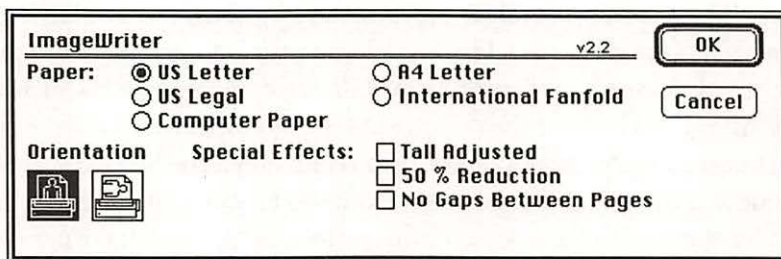 ImageWriter v2.2 OK
Paper: US Letter A4 Letter
US Legal International Fanfold Cancel
Computer Paper
Orientation Special Effects: Tall Adjusted
50 % Reduction
No Gaps Between Pages